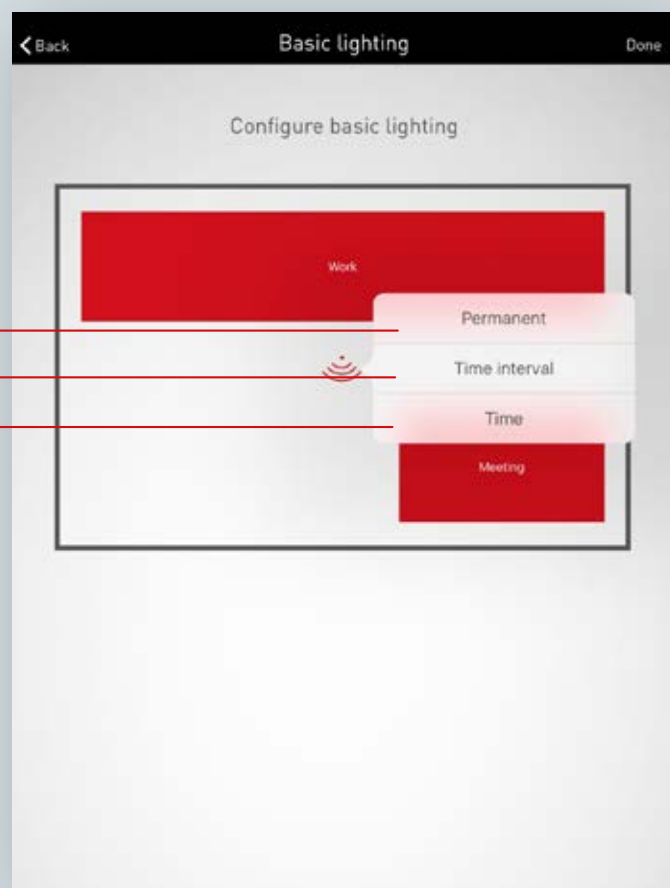 Back Basic lighting Done
Configure basic lighting
Work
Permanent
Time interval
Time
Meeting